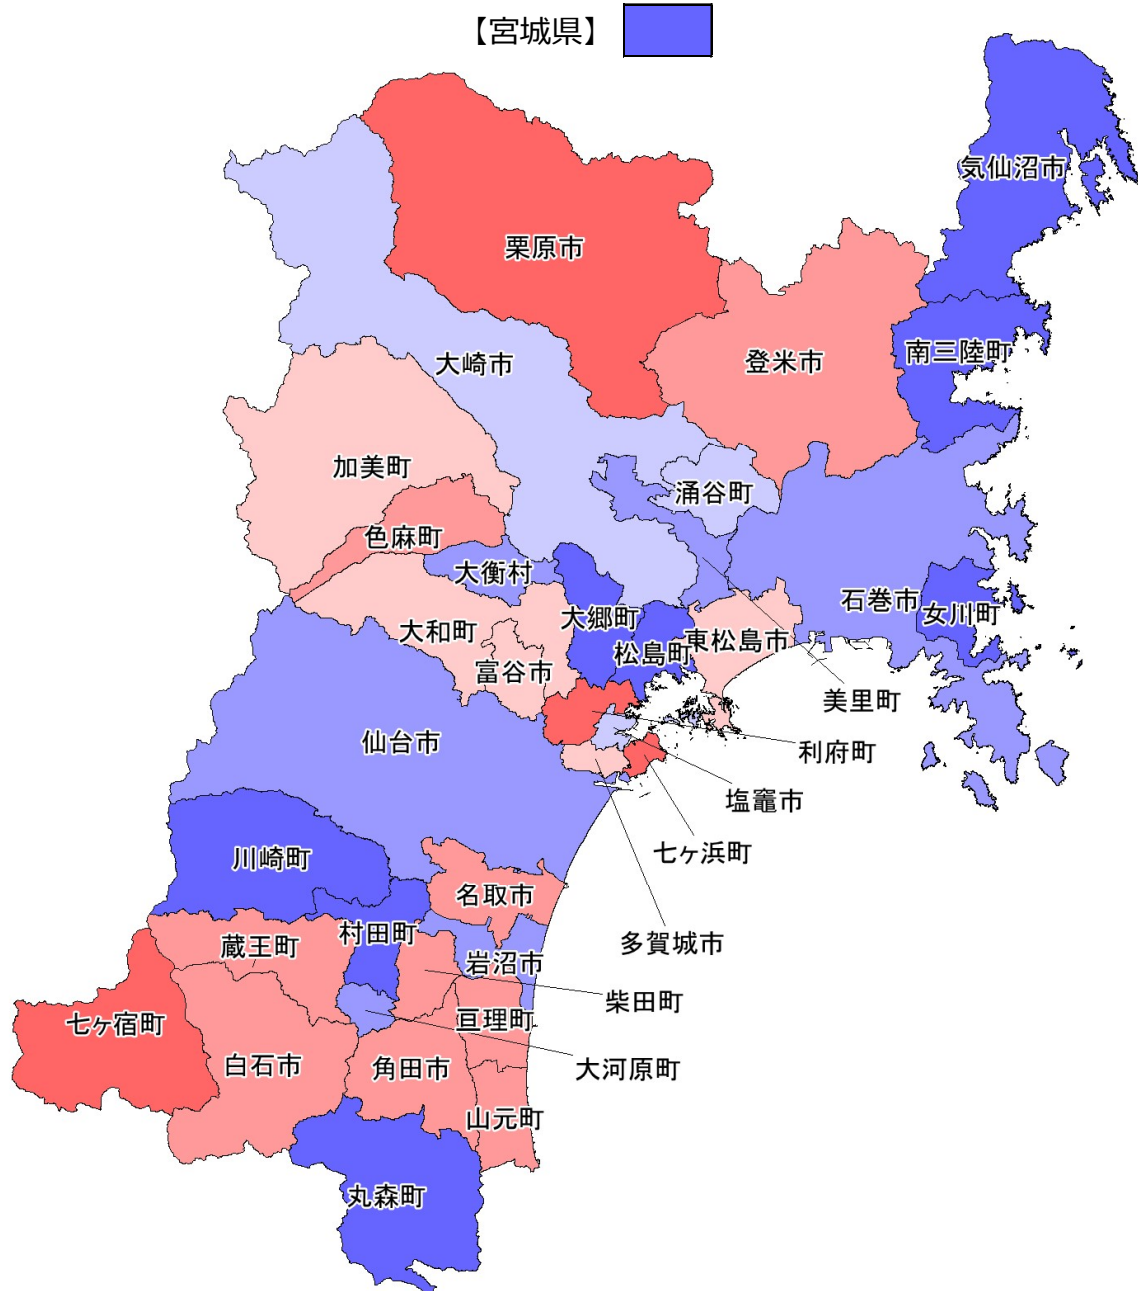 【宮城県】
気仙沼市
栗原市
南三陸町
登米市
大崎市
加美町
涌谷町
色麻町
大衡村
石巻市
女川町
大郷町
大和町
東松島市
松島町
富谷市
美里町
仙台市
利府町
塩竈市
七ヶ浜町
川崎町
名取市
村田町
多賀城市
蔵王町
岩沼市
柴田町
七ヶ宿町
亘理町
白石市
角田市
大河原町
山元町
丸森町